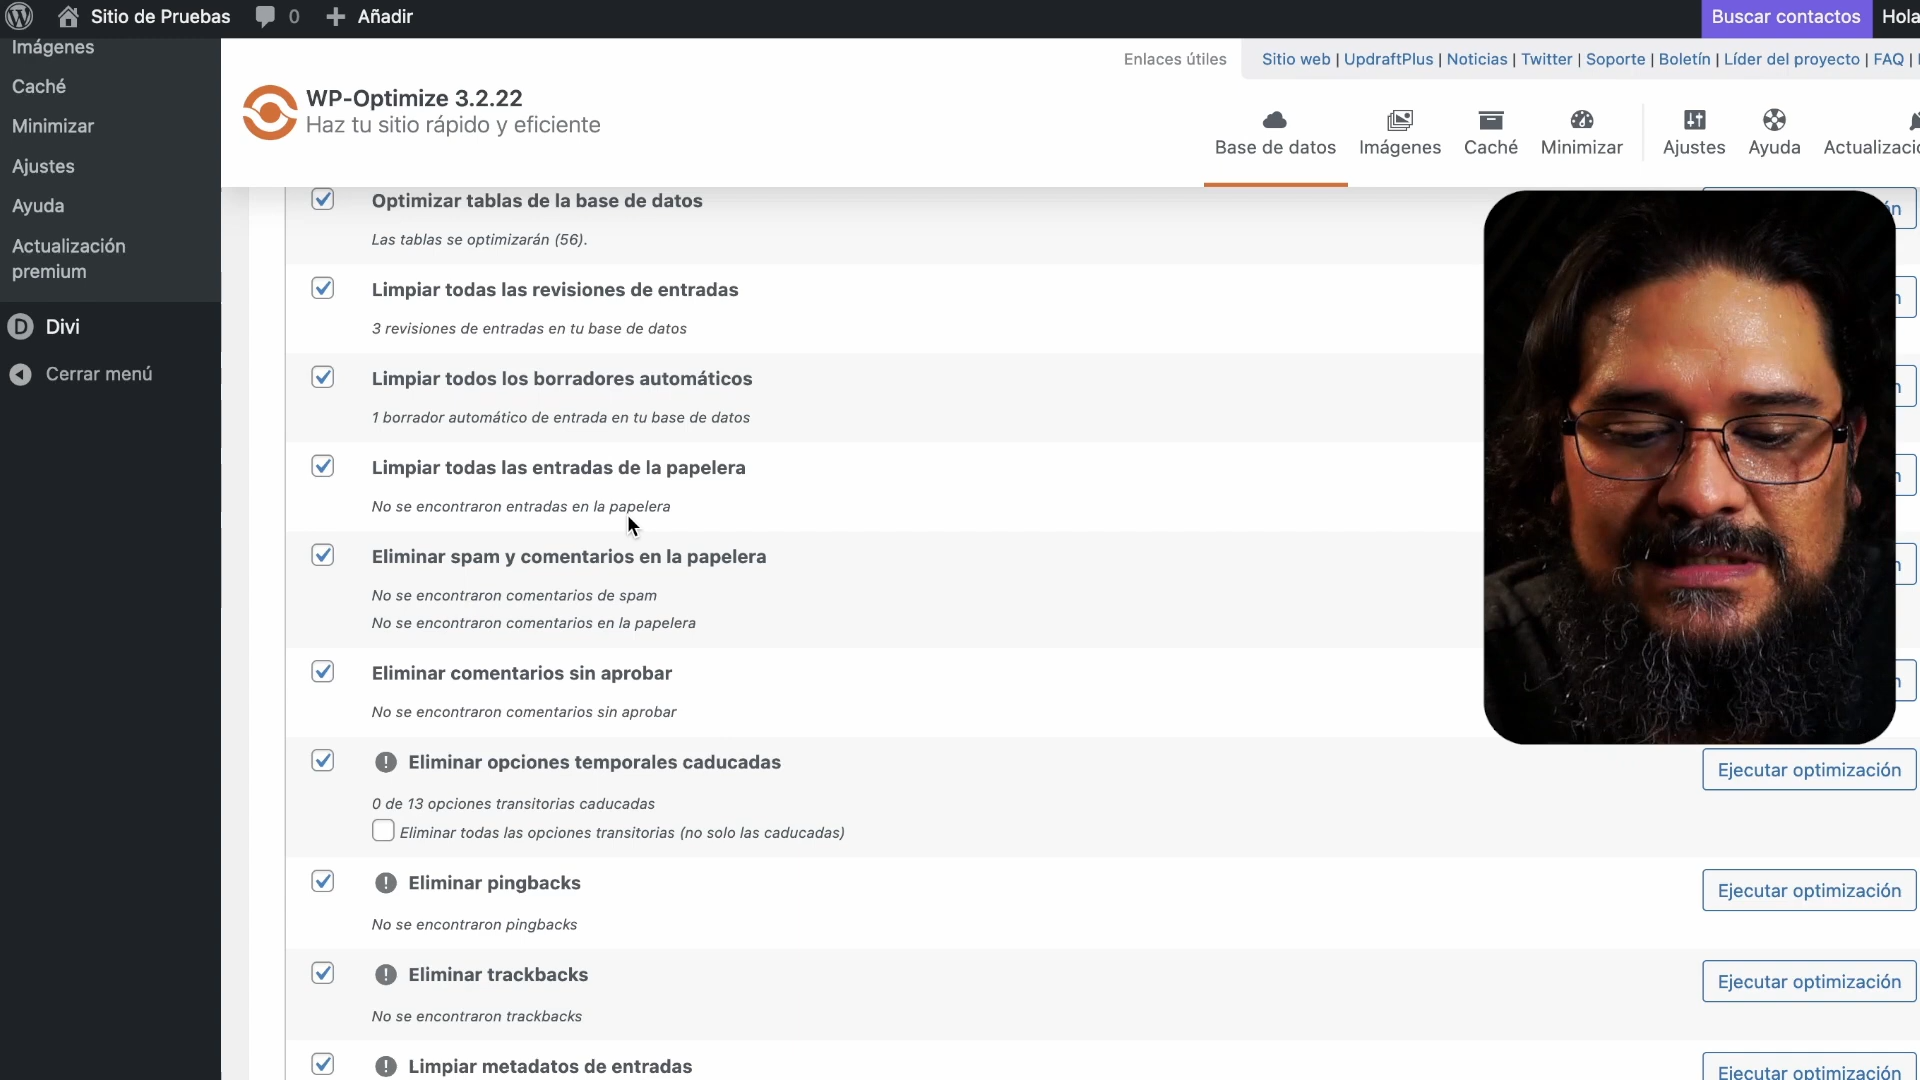 Sitio de Pruebas
0
Añadir
Buscar contactos
Hola
Imágenes
Caché
Minimizar
Ajustes
Ayuda
Actualización
premium
Divi
Cerrar menú
Enlaces útiles
Sitio web | UpdraftPlus | Noticias | Twitter | Soporte | Boletín | Líder del proyecto | FAQ |
WP-Optimize 3.2.22
Haz tu sitio rápido y eficiente
Base de datos
Imágenes
Caché
Minimizar
Ajustes
Ayuda
Optimizar tablas de la base de datos
Las tablas se optimizarán (56).
Limpiar todas las revisiones de entradas
3 revisiones de entradas en tu base de datos
Limpiar todos los borradores automáticos
1 borrador automático de entrada en tu base de datos
Limpiar todas las entradas de la papelera
No se encontraron entradas en la papelera
Eliminar spam y comentarios en la papelera
No se encontraron comentarios de spam
No se encontraron comentarios en la papelera
Eliminar comentarios sin aprobar
No se encontraron comentarios sin aprobar
Eliminar opciones temporales caducadas
Ejecutar optimización
0 de 13 opciones transitorias caducadas
Eliminar todas las opciones transitorias (no solo las caducadas)
Eliminar pingbacks
Ejecutar optimización
No se encontraron pingbacks
Eliminar trackbacks
Ejecutar optimización
No se encontraron trackbacks
Limpiar metadatos de entradas
Ejecutar optimización